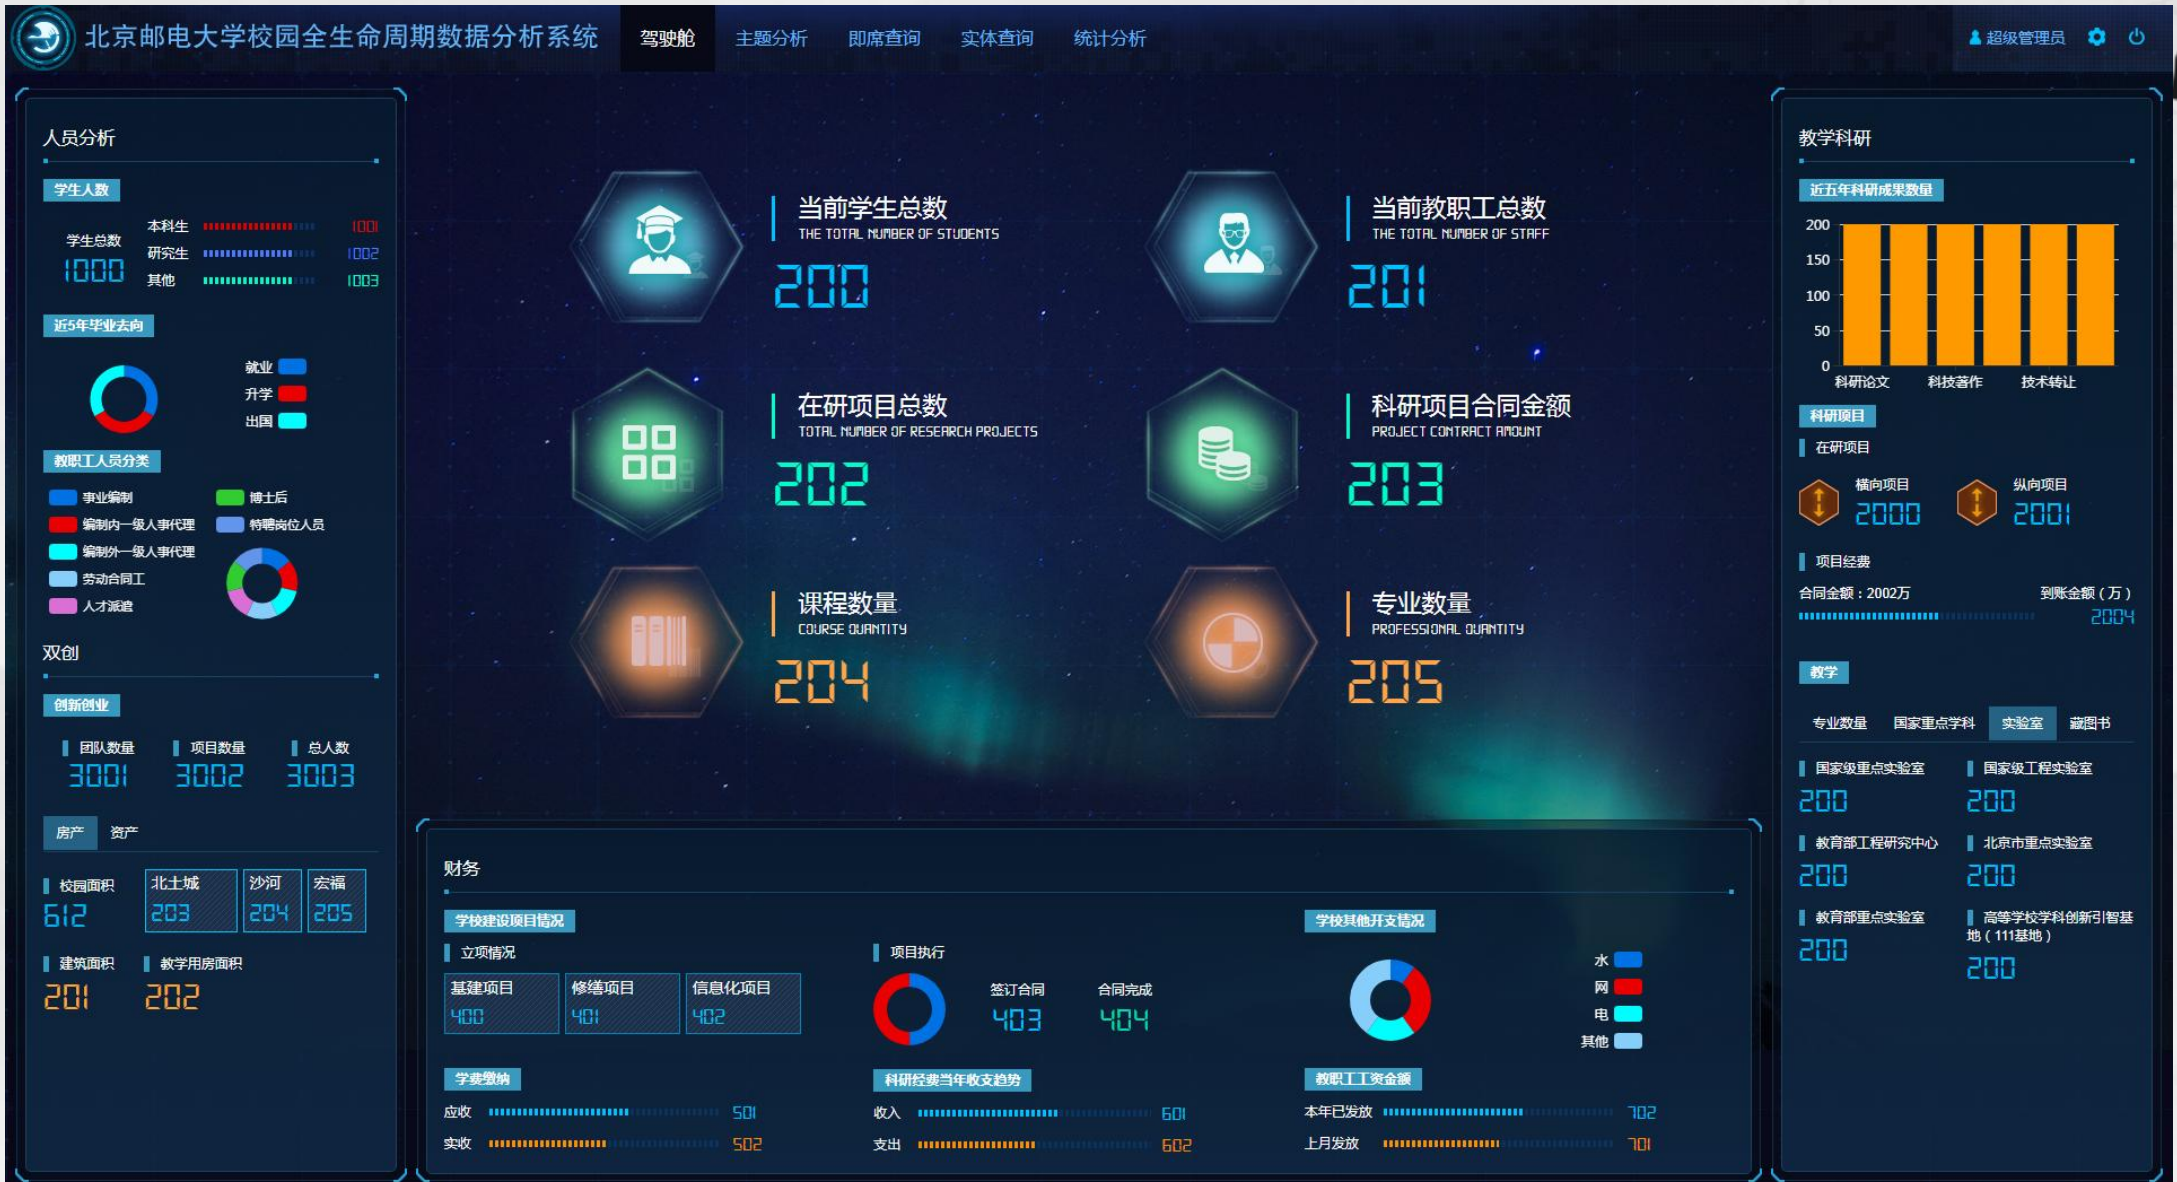 北京邮电大学校园全生命周期数据分析系统
驾驶舱 主题分析 即席查询 实体查询 统计分析
超级管理员
人员分析
学生人数
学生总数
1000
本科生 1001
研究生 1002
其他 1003
近5年毕业去向
就业
升学
出国
教职工人员分类
事业编制 博士后
编制内一级人事代理 特聘岗位人员
编制外一级人事代理
劳动合同工
人才派遣
双创
创新创业
团队数量 项目数量 总人数
3001 3002 3003
房产 资产
校园面积 北土城 沙河 宏福
612 203 204 205
建筑面积 教学用房面积
201 202
当前学生总数
THE TOTAL NUMBER OF STUDENTS
200
当前教职工总数
THE TOTAL NUMBER OF STAFF
201
在研项目总数
TOTAL NUMBER OF RESEARCH PROJECTS
202
科研项目合同金额
PROJECT CONTRACT AMOUNT
203
课程数量
COURSE QUANTITY
204
专业数量
PROFESSIONAL QUANTITY
205
财务
学校建设项目情况
立项情况
基建项目 修缮项目 信息化项目
400 401 402
项目执行
签订合同 合同完成
403 404
学校其他开支情况
水
网
电
其他
学费缴纳
应收 501
实收 502
科研经费当年收支趋势
收入 601
支出 602
教职工工资金额
本年已发放 702
上月发放 701
教学科研
近五年科研成果数量
200
150
100
50
0
科研论文 科技著作 技术转让
科研项目
在研项目
横向项目 纵向项目
2000 2001
项目经费
合同金额：2002万 到账金额（万）
2004
教学
专业数量 国家重点学科 实验室 藏图书
国家级重点实验室 国家级工程实验室
200 200
教育部工程研究中心 北京市重点实验室
200 200
教育部重点实验室 高等学校学科创新引智基
地（111基地）
200 200